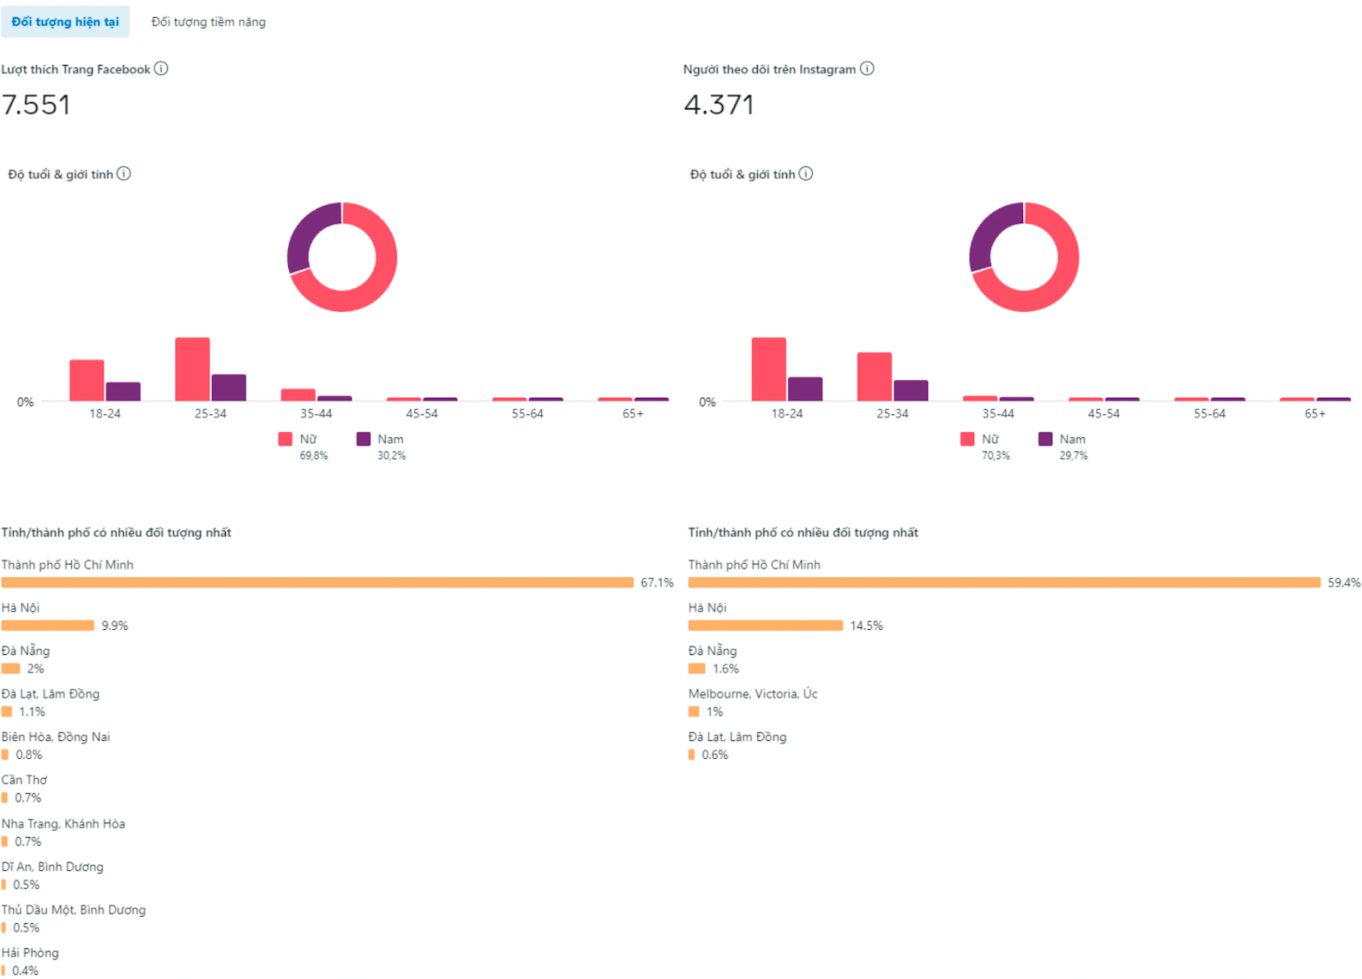 Đối tượng hiện tại
Đối tượng tiềm năng
Lượt thích Trang Facebook
7.551
Độ tuổi & giới tính
0%
18-24 25-34 35-44 45-54 55-64 65+
Nữ Nam
69,8% 30,2%
Tỉnh/thành phố có nhiều đối tượng nhất
Thành phố Hồ Chí Minh
67.1%
Hà Nội
9.9%
Đà Nẵng
2%
Đà Lạt, Lâm Đồng
1.1%
Biên Hòa, Đồng Nai
0.8%
Cần Thơ
0.7%
Nha Trang, Khánh Hòa
0.7%
Dĩ An, Bình Dương
0.5%
Thủ Dầu Một, Bình Dương
0.5%
Hải Phòng
0.4%
Người theo dõi trên Instagram
4.371
Độ tuổi & giới tính
0%
18-24 25-34 35-44 45-54 55-64 65+
Nữ Nam
70,3% 29,7%
Tỉnh/thành phố có nhiều đối tượng nhất
Thành phố Hồ Chí Minh
59.4%
Hà Nội
14.5%
Đà Nẵng
1.6%
Melbourne, Victoria, Úc
1%
Đà Lạt, Lâm Đồng
0.6%